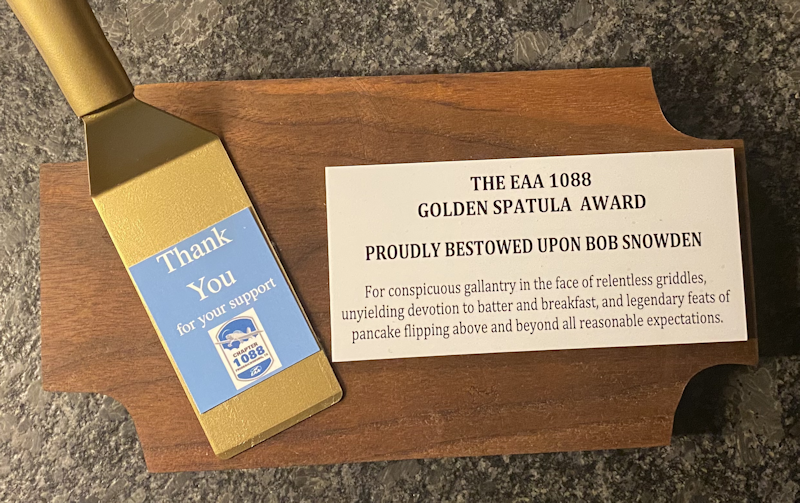 THE EAA 1088
GOLDEN SPATULA AWARD
PROUDLY BESTOWED UPON BOB SNOWDEN
For conspicuous gallantry in the face of relentless griddles,
unyielding devotion to batter and breakfast, and legendary feats of
pancake flipping above and beyond all reasonable expectations.
Thank
You
for your support
CHAPTER
1088
EAA